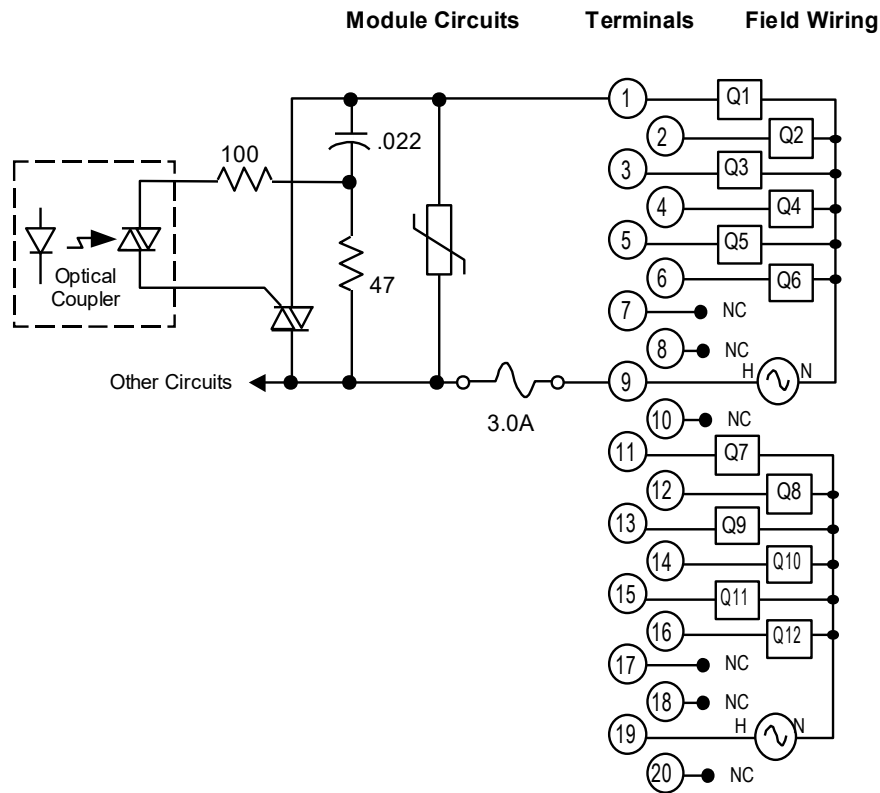 Module Circuits Terminals Field Wiring
1 Q1
.022
2 Q2
100
3 Q3
4 Q4
5 Q5
Optical
Coupler
47
6 Q6
7 NC
8 NC
H N
Other Circuits
9
3.0A
10 NC
11 Q7
12 Q8
13 Q9
14 Q10
15 Q11
16 Q12
17 NC
18 NC
19 H N
20 NC